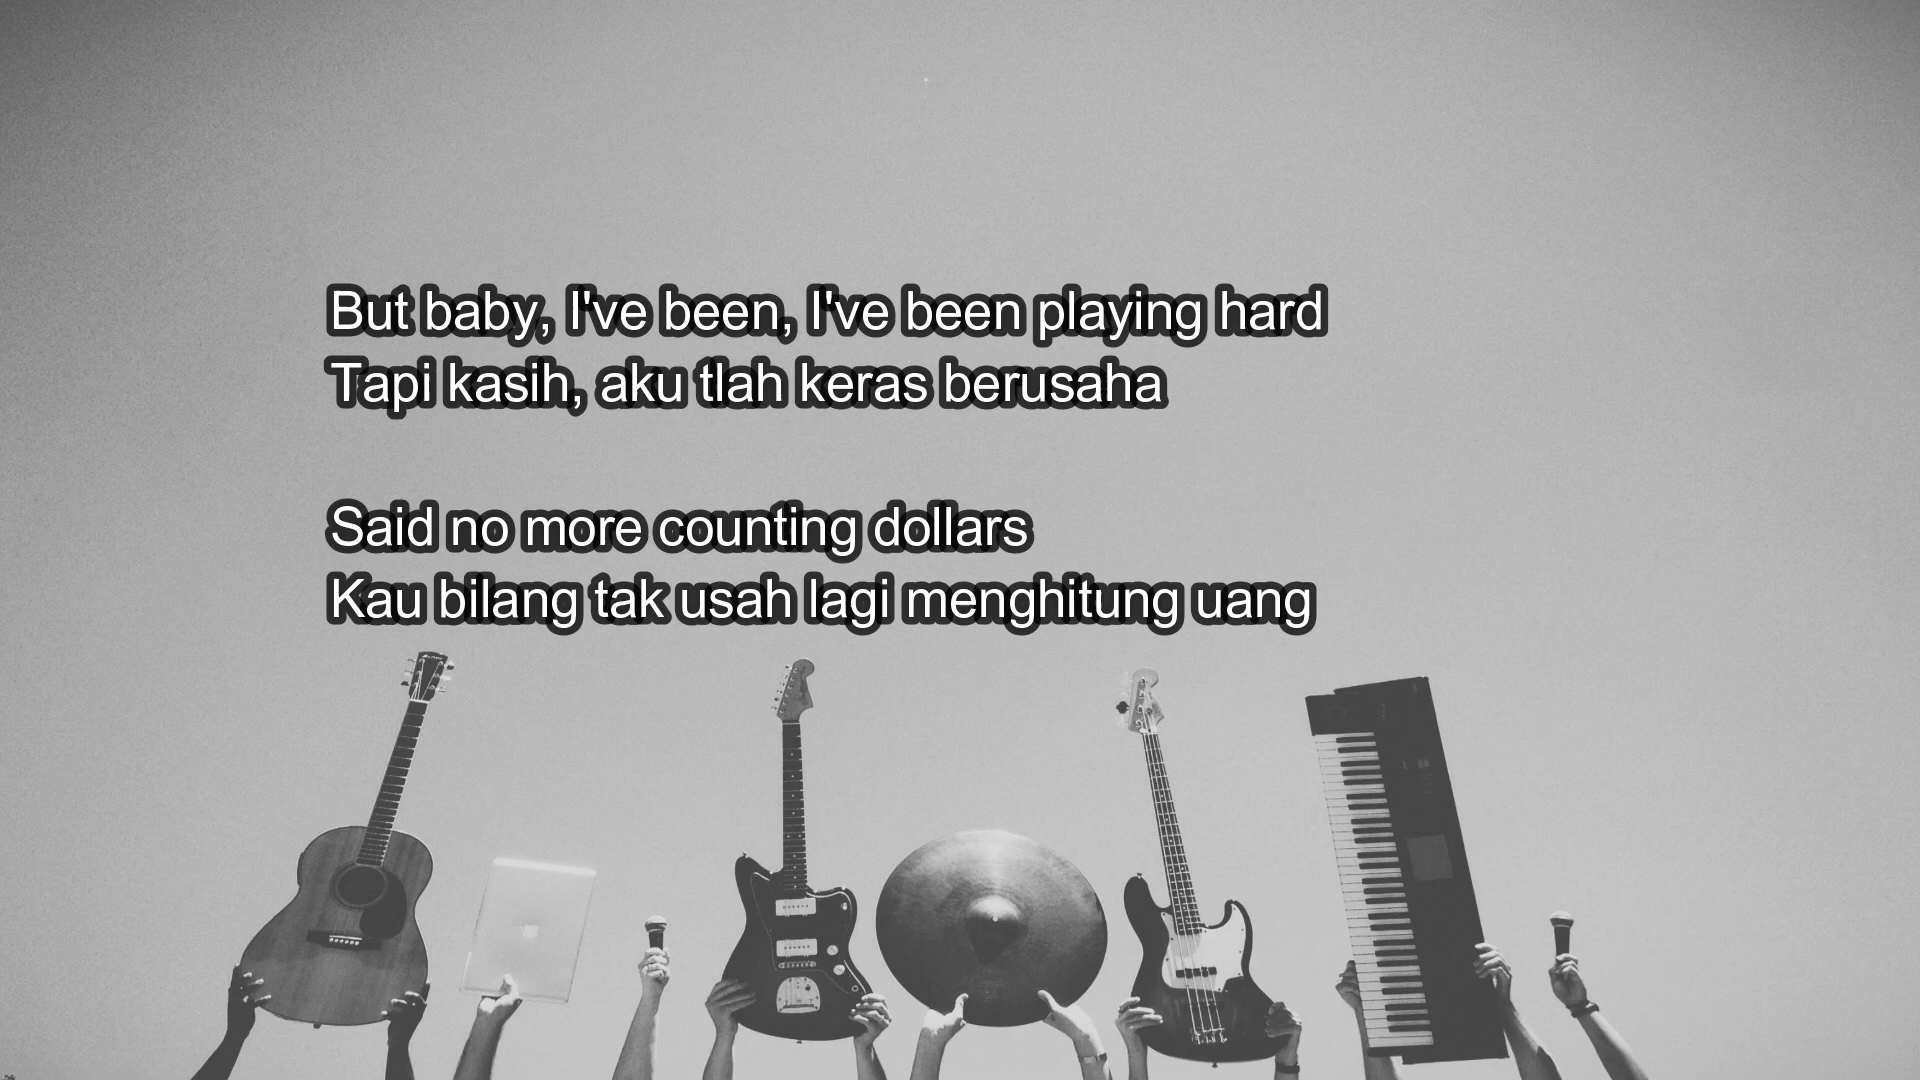 But baby, I've been, I've been playing hard
Tapi kasih, aku tlah keras berusaha
Said no more counting dollars
Kau bilang tak usah lagi menghitung uang